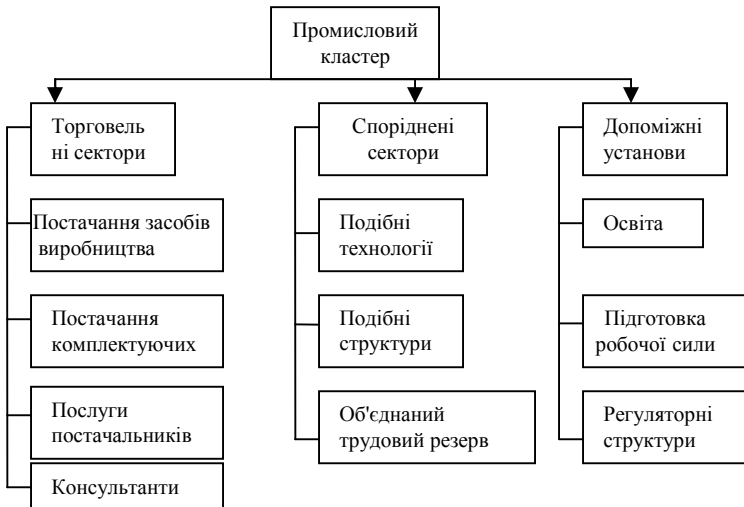 Промисловий
кластер
Торговель
ні сектори
Постачання засобів
виробництва
Постачання
комплектуючих
Послуги
постачальників
Консультанти
Споріднені
сектори
Подібні
технології
Подібні
структури
Об'єднаний
трудовий резерв
Допоміжні
установи
Освіта
Підготовка
робочої сили
Регуляторні
структури